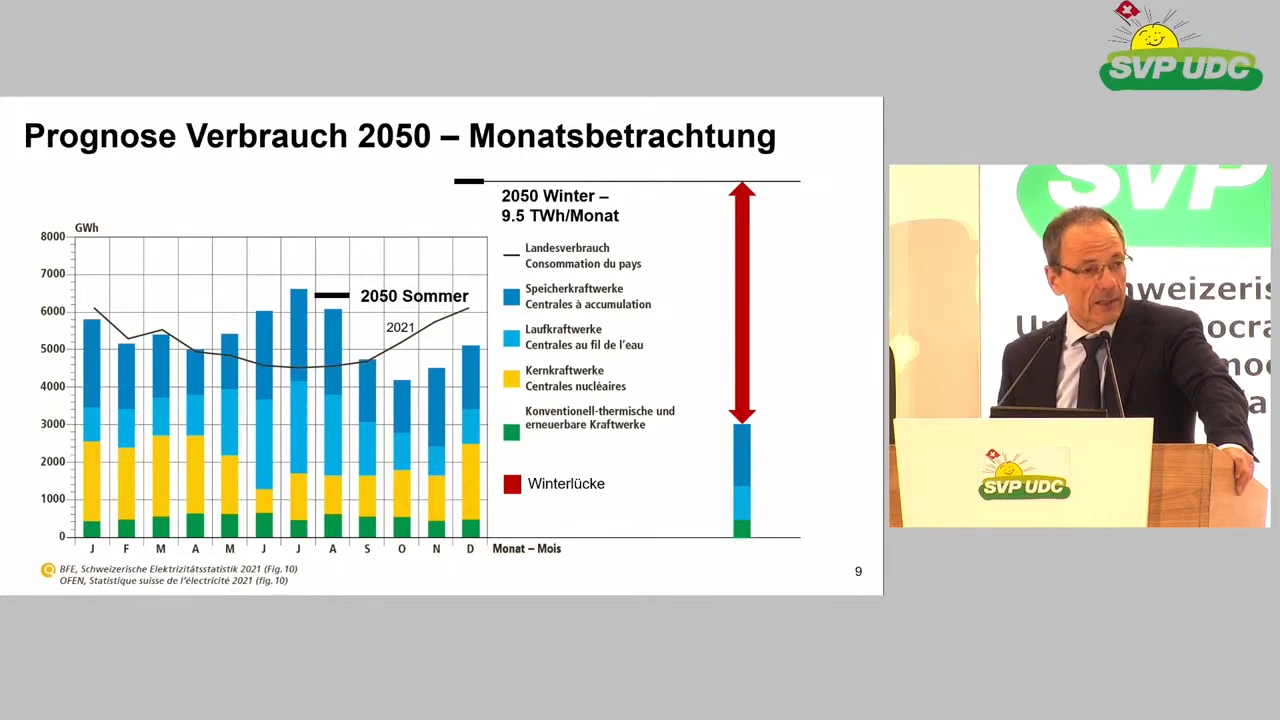 SVP UDC
Prognose Verbrauch 2050 – Monatsbetrachtung
2050 Winter –
9.5 TWh/Monat
GWh
8000
7000
6000
5000
4000
3000
2000
1000
0
2050 Sommer
2021
J F M A M J J A S O N D
Monat – Mois
Landesverbrauch
Consommation du pays
Speicherkraftwerke
Centrales à accumulation
Laufkraftwerke
Centrales au fil de l'eau
Kernkraftwerke
Centrales nucléaires
Konventionell-thermische und
erneuerbare Kraftwerke
Winterlücke
BFE, Schweizerische Elektrizitätsstatistik 2021 (Fig. 10)
OFEN, Statistique suisse de l'électricité 2021 (fig. 10)
9
SVP
SVP UDC